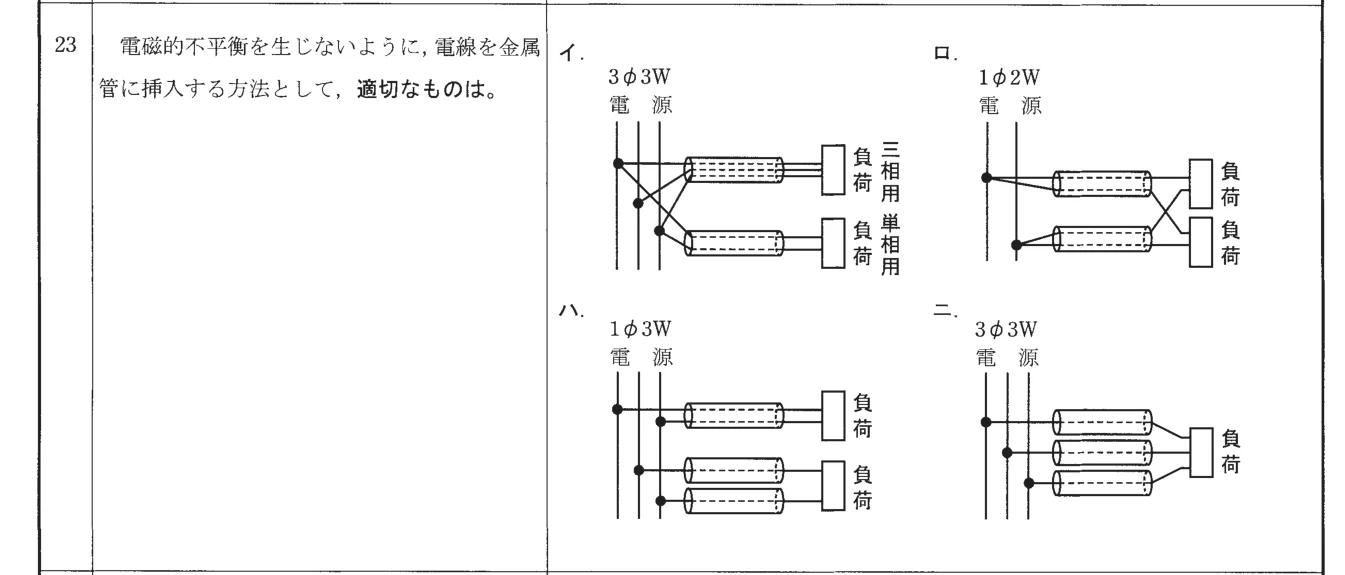 23
電磁的不平衡を生じないように,電線を金属
管に挿入する方法として,適切なものは。
イ.
3φ3W
電 源
負荷
三相用
負荷
単相用
ロ.
1φ2W
電 源
負荷
負荷
ハ.
1φ3W
電 源
負荷
負荷
ニ.
3φ3W
電 源
負荷